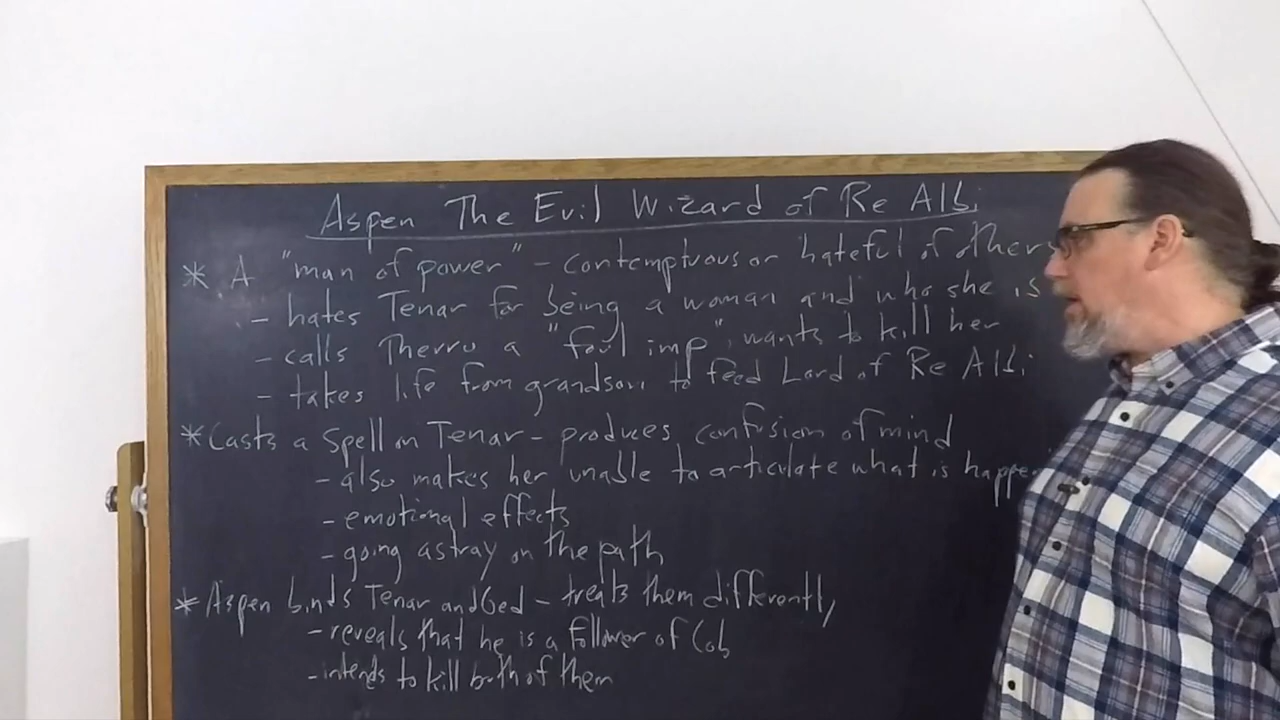 Aspen The Evil Wizard of Re Albi
* A "man of power" - contemptuous or hateful of others
- hates Tenar for being a woman and who she is
- calls Therru a "foul imp", wants to kill her
- takes life from grandson to feed Lord of Re Albi
* Casts a Spell on Tenar - produces confusion of mind
- also makes her unable to articulate what is happen
- emotional effects
- going astray on the path
* Aspen binds Tenar and Ged - treats them differently
- reveals that he is a follower of Cob
- intends to kill both of them